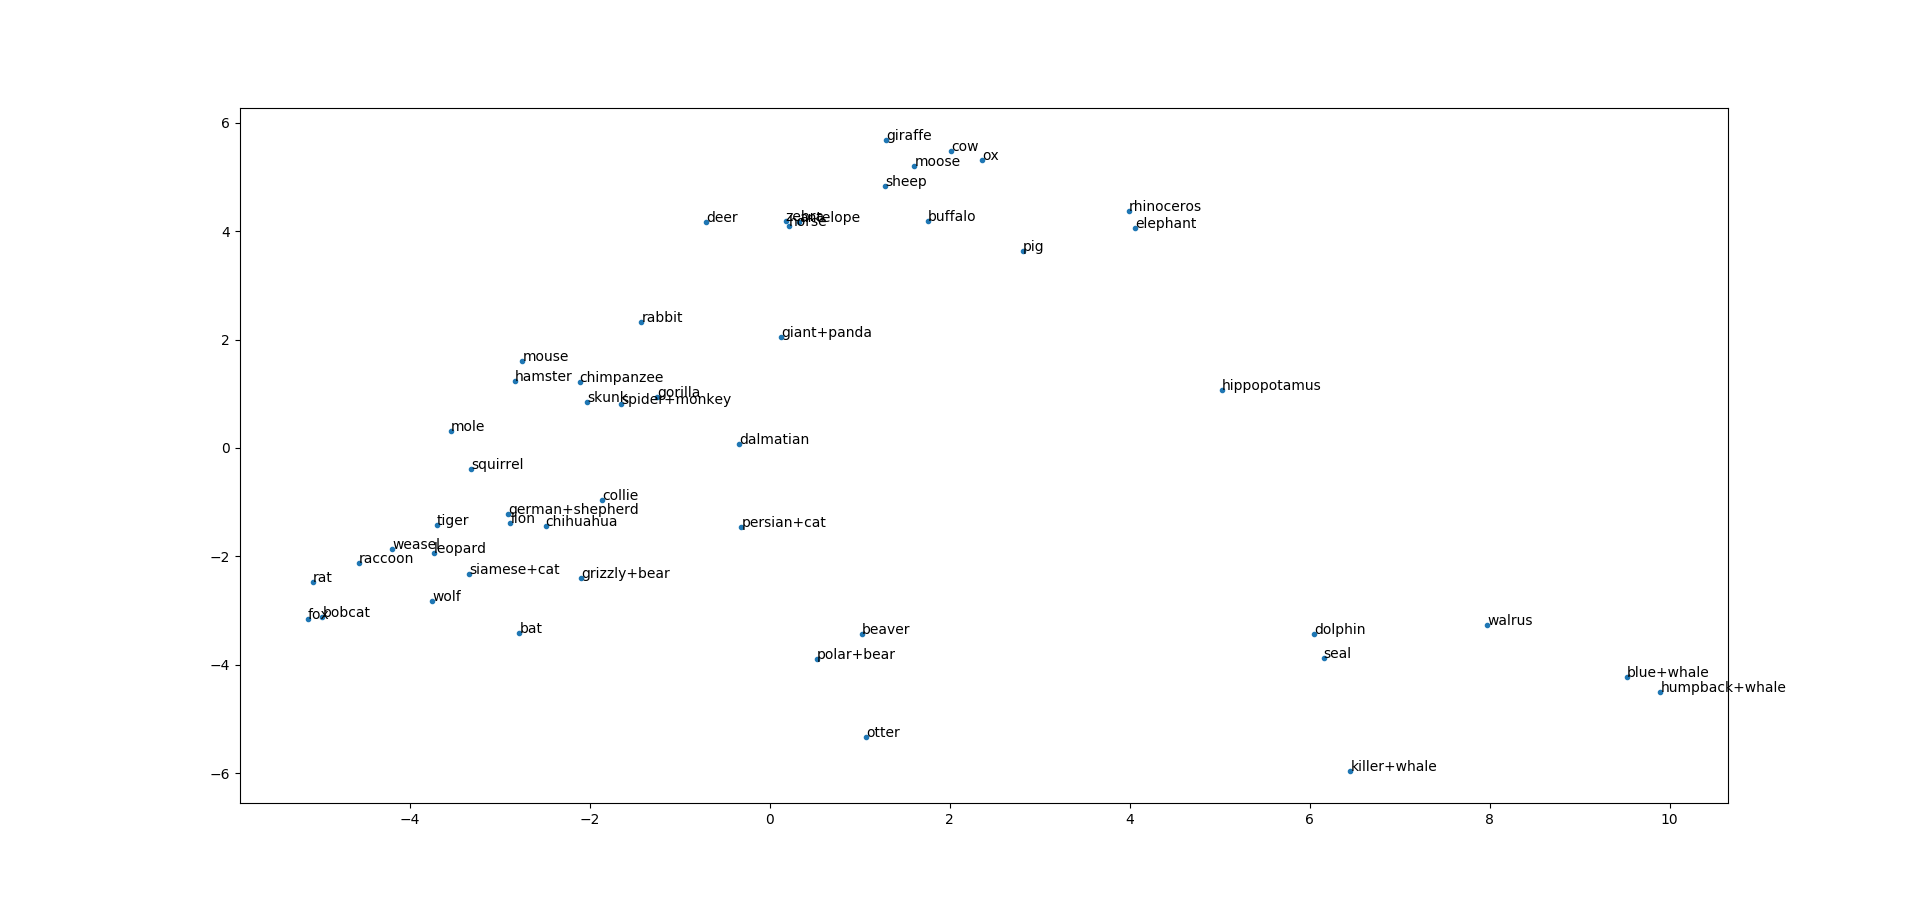 6
giraffe
cow
ox
moose
sheep
deer
zebra
antelope
horse
buffalo
rhinoceros
elephant
4
pig
rabbit
giant+panda
2
mouse
hamster
chimpanzee
skunk
gorilla
spider+monkey
hippopotamus
mole
dalmatian
0
squirrel
collie
german+shepherd
lion
chihuahua
tiger
persian+cat
weasel
leopard
raccoon
−2
siamese+cat
grizzly+bear
rat
wolf
fox
bobcat
bat
beaver
dolphin
walrus
polar+bear
seal
−4
blue+whale
humpback+whale
otter
killer+whale
−6
−4 −2 0 2 4 6 8 10